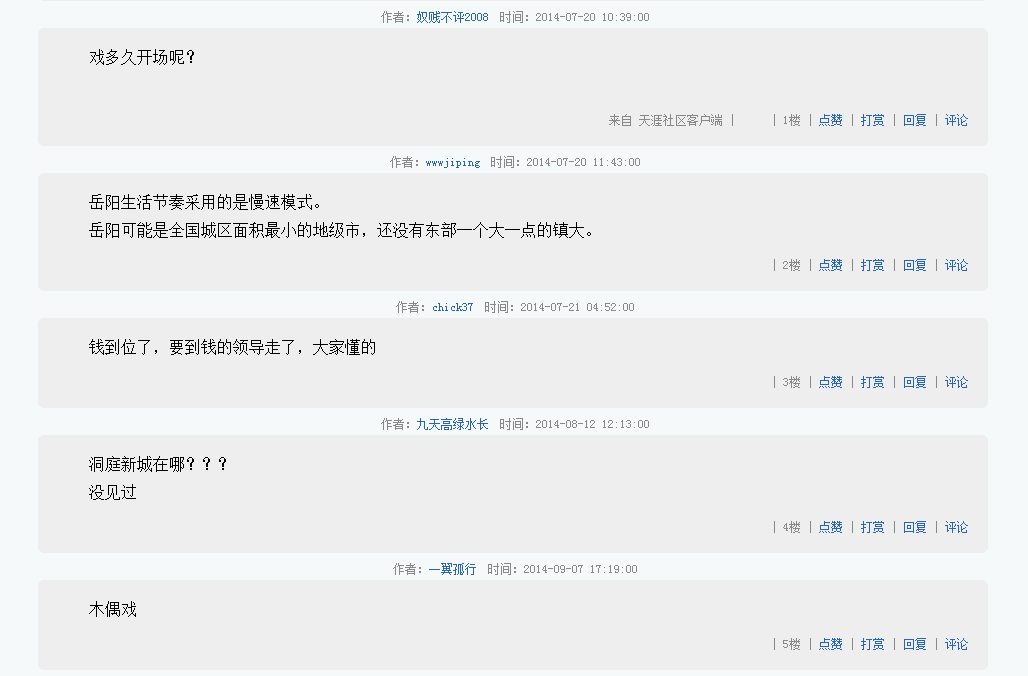 作者：奴贱不评2008 时间：2014-07-20 10:39:00
戏多久开场呢？
来自 天涯社区客户端 | | 1楼 | 点赞 | 打赏 | 回复 | 评论
作者：wwwjiping 时间：2014-07-20 11:43:00
岳阳生活节奏采用的是慢速模式。
岳阳可能是全国城区面积最小的地级市，还没有东部一个大一点的镇大。
| 2楼 | 点赞 | 打赏 | 回复 | 评论
作者：chick37 时间：2014-07-21 04:52:00
钱到位了，要到钱的领导走了，大家懂的
| 3楼 | 点赞 | 打赏 | 回复 | 评论
作者：九天高绿水长 时间：2014-08-12 12:13:00
洞庭新城在哪？？？
没见过
| 4楼 | 点赞 | 打赏 | 回复 | 评论
作者：一翼孤行 时间：2014-09-07 17:19:00
木偶戏
| 5楼 | 点赞 | 打赏 | 回复 | 评论